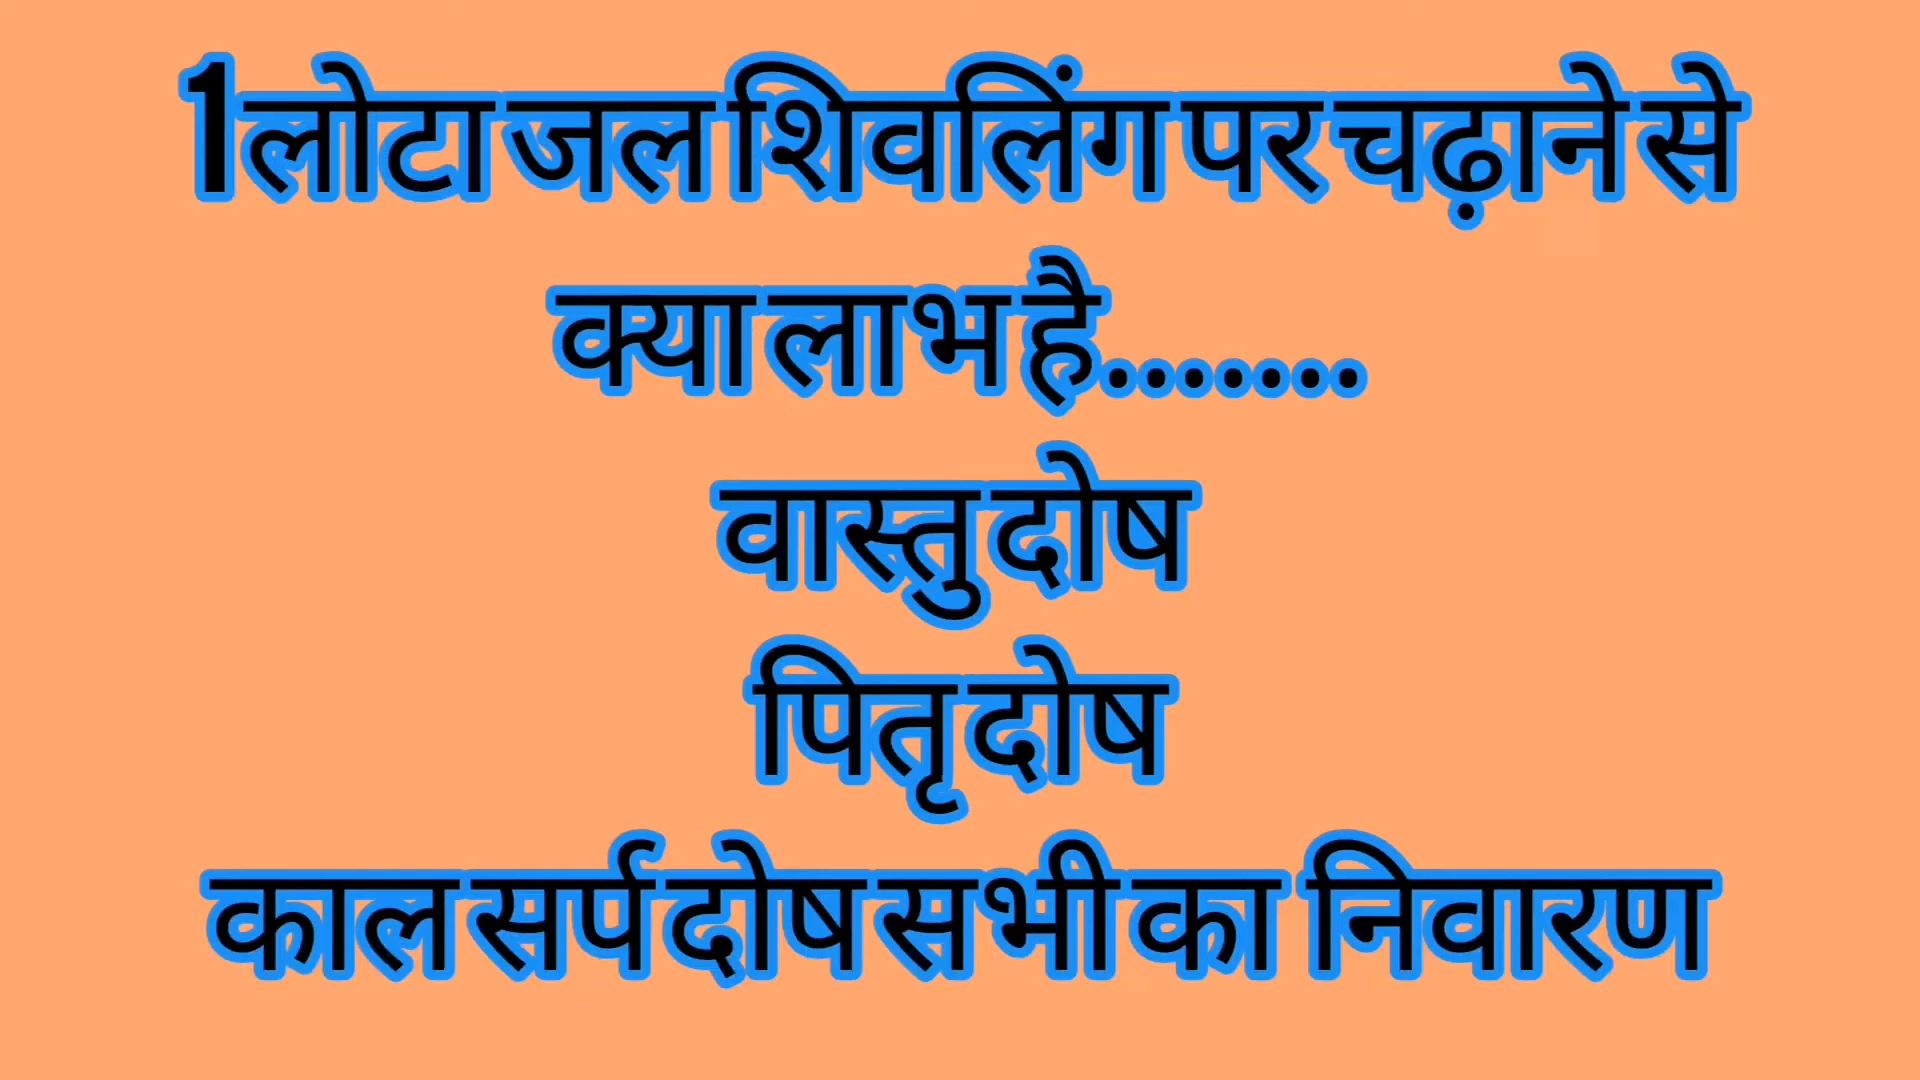 1लोटा जल शिवलिंग पर चढ़ाने से
क्या लाभ है.......
वास्तु दोष
पितृ दोष
काल सर्प दोष सभी का निवारण